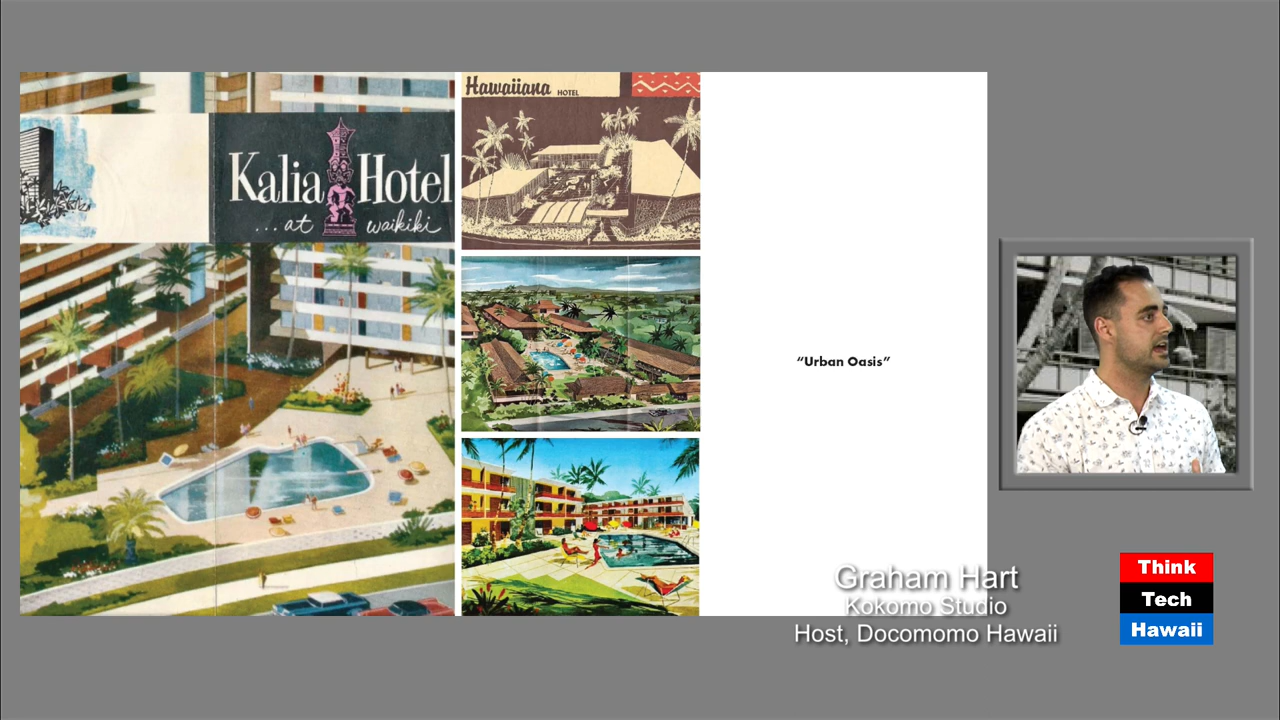 Kalia Hotel
...at waikiki
Hawaiiana HOTEL
“Urban Oasis”
Graham Hart
Kokomo Studio
Host, Docomomo Hawaii
Think
Tech
Hawaii